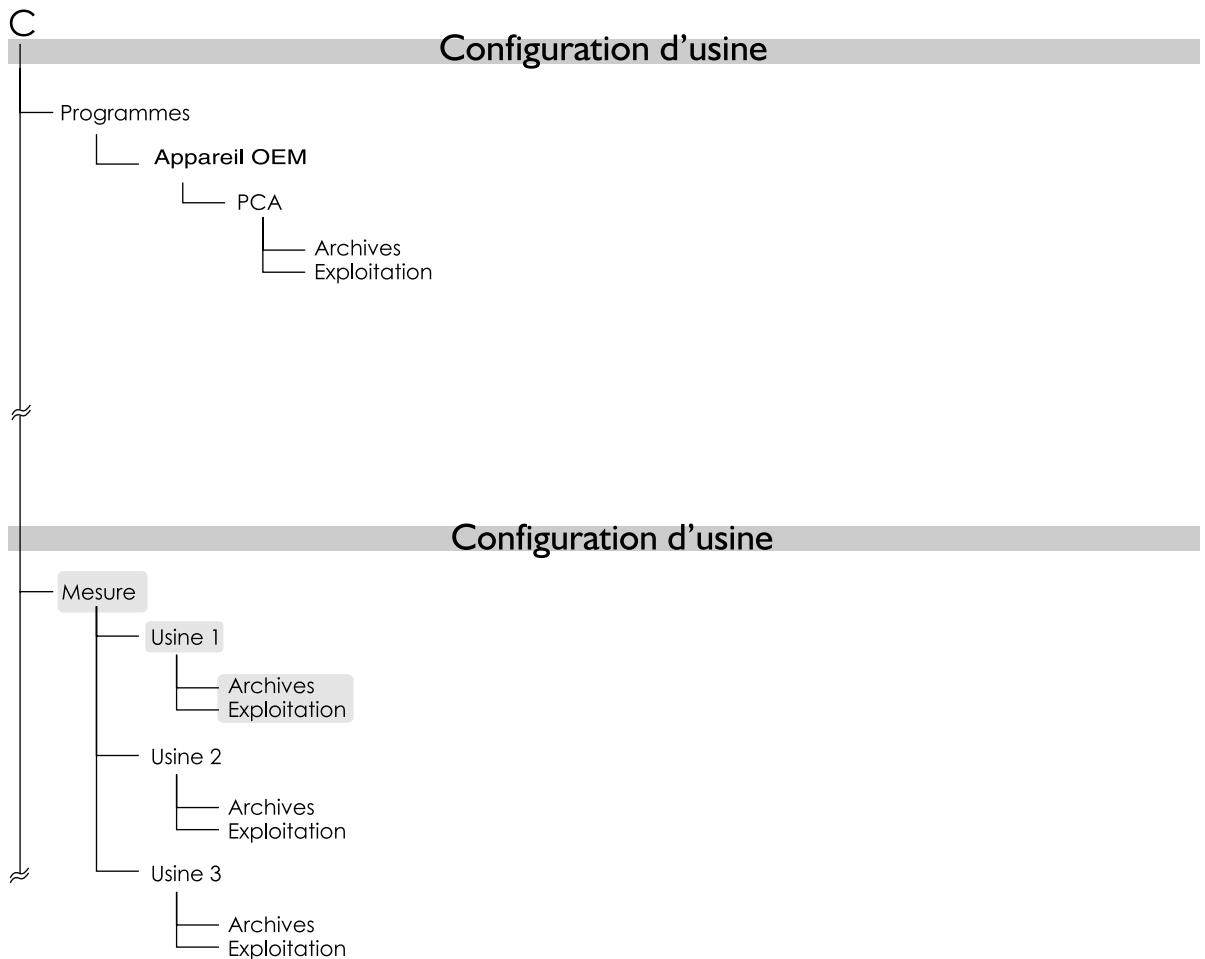 C
Configuration d’usine
Programmes
Appareil OEM
PCA
Archives
Exploitation
Configuration d’usine
Mesure
Usine 1
Archives
Exploitation
Usine 2
Archives
Exploitation
Usine 3
Archives
Exploitation